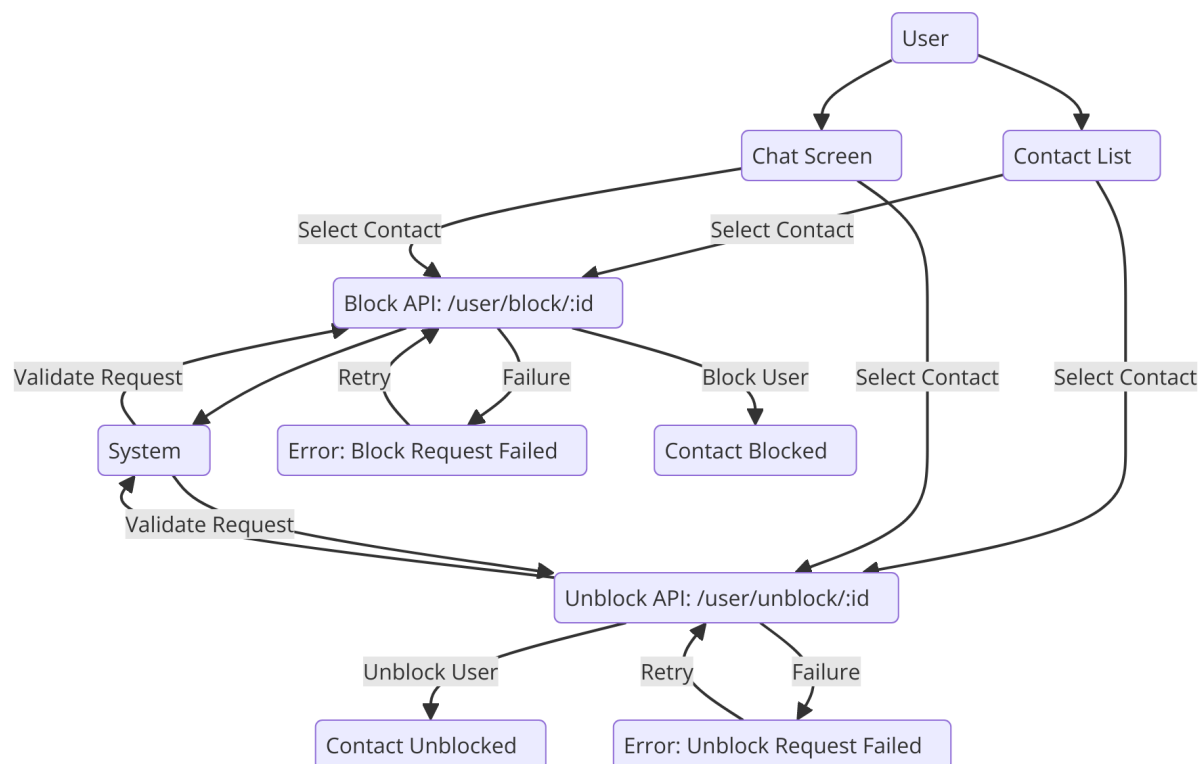 User
Chat Screen
Contact List
Select Contact
Select Contact
Block API: /user/block/:id
Validate Request
Retry
Failure
Block User
Select Contact
Select Contact
System
Error: Block Request Failed
Contact Blocked
Validate Request
Unblock API: /user/unblock/:id
Unblock User
Retry
Failure
Contact Unblocked
Error: Unblock Request Failed